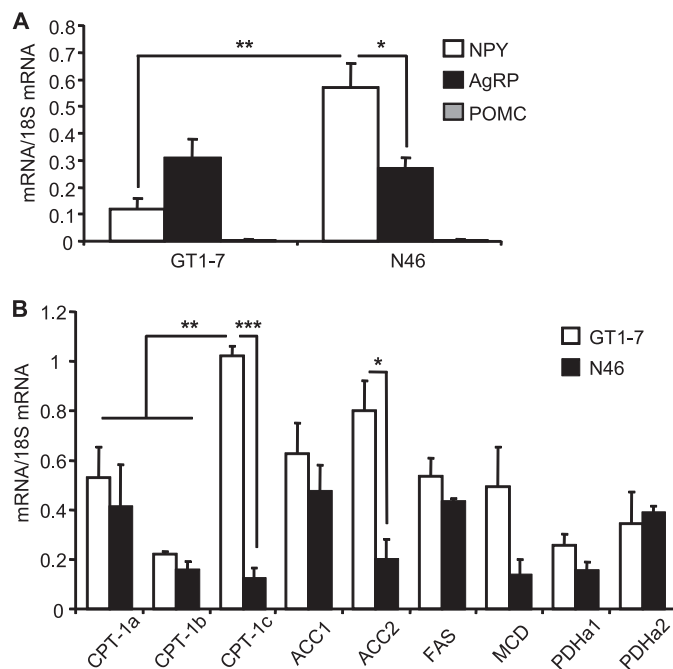 A
mRNA/18S mRNA
0.8
0.7
0.6
0.5
0.4
0.3
0.2
0.1
0
**
*
NPY
AgRP
POMC
GT1-7
N46
B
mRNA/18S mRNA
1.2
1
0.8
0.6
0.4
0.2
0
**
***
*
GT1-7
N46
CPT-1a
CPT-1b
CPT-1c
ACC1
ACC2
FAS
MCD
PDHa1
PDHa2